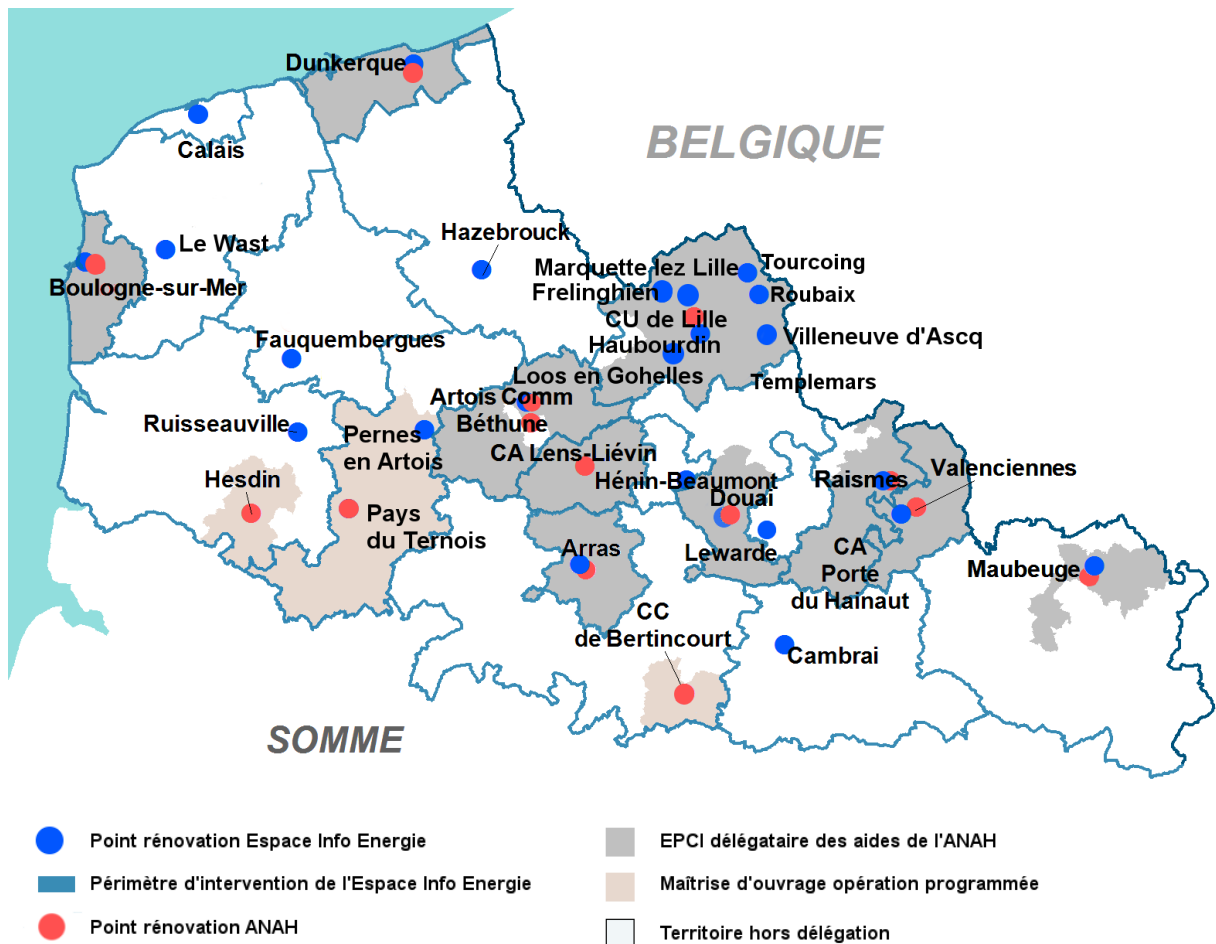 Dunkerque
BELGIQUE
Calais
Hazebrouck
Le Wast
Marquette lez Lille
Tourcoing
Boulogne-sur-Mer
Frelinghien
Roubaix
CU de Lille
Fauquembergues
Haubourdin
Villeneuve d'Ascq
Loos en Gohelles
Templemars
Artois Comm
Ruisseauville
Béthune
Pernes
en Artois
CA Lens-Liévin
Hesdin
Hénin-Beaumont
Raismes
Valenciennes
Douai
Pays
du Ternois
Arras
Lewarde
CA
Porte
du Hainaut
Maubeuge
CC
de Bertincourt
Cambrai
SOMME
Point rénovation Espace Info Energie
Périmètre d'intervention de l'Espace Info Energie
Point rénovation ANAH
EPCI délégataire des aides de l'ANAH
Maîtrise d'ouvrage opération programmée
Territoire hors délégation